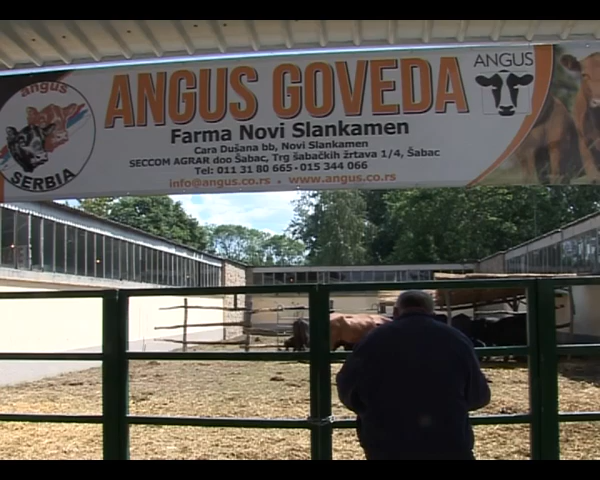 angus
SERBIA
ANGUS GOVEDA
Farma Novi Slankamen
Cara Dušana bb, Novi Slankamen
SECCOM AGRAR doo Šabac, Trg šabačkih žrtava 1/4, Šabac
Tel: 011 31 80 665 - 015 344 066
info@angus.co.rs • www.angus.co.rs
ANGUS